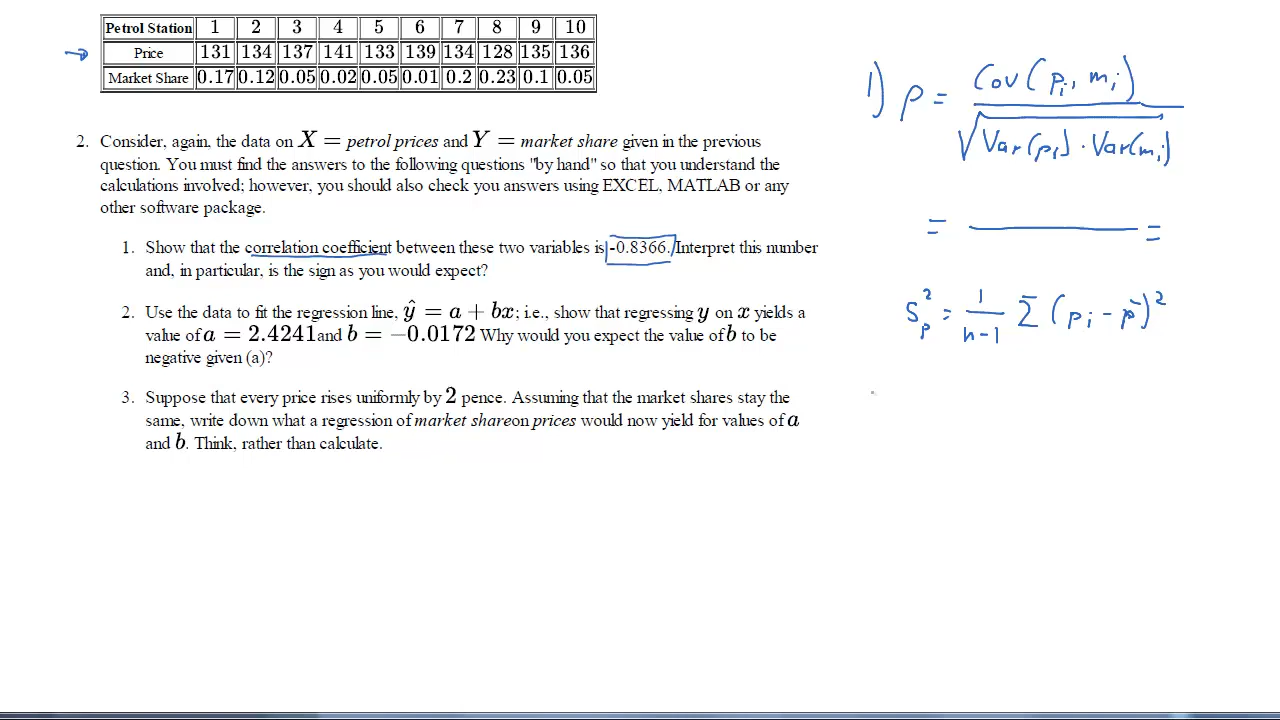 Petrol Station 1 2 3 4 5 6 7 8 9 10
Price 131 134 137 141 133 139 134 128 135 136
Market Share 0.17 0.12 0.05 0.02 0.05 0.01 0.2 0.23 0.1 0.05
2. Consider, again, the data on X = petrol prices and Y = market share given in the previous
question. You must find the answers to the following questions "by hand" so that you understand the
calculations involved; however, you should also check you answers using EXCEL, MATLAB or any
other software package.
1. Show that the correlation coefficient between these two variables is -0.8366. Interpret this number
and, in particular, is the sign as you would expect?
2. Use the data to fit the regression line, ŷ = a + bx; i.e., show that regressing y on x yields a
value of a = 2.4241and b = −0.0172 Why would you expect the value of b to be
negative given (a)?
3. Suppose that every price rises uniformly by 2 pence. Assuming that the market shares stay the
same, write down what a regression of market shareon prices would now yield for values of a
and b. Think, rather than calculate.
1) ρ = Cov(pi, mi) / √Var(pi) · Var(mi)
= =
Sp² = 1/n-1 Σ (pi - p̄)²